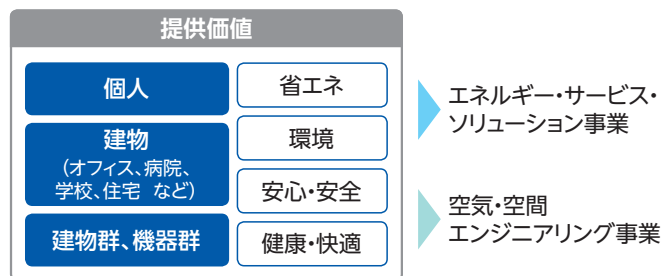 提供価値
個人
建物
(オフィス、病院、
学校、住宅 など)
建物群、機器群
省エネ
環境
安心・安全
健康・快適
エネルギー・サービス・
ソリューション事業
空気・空間
エンジニアリング事業